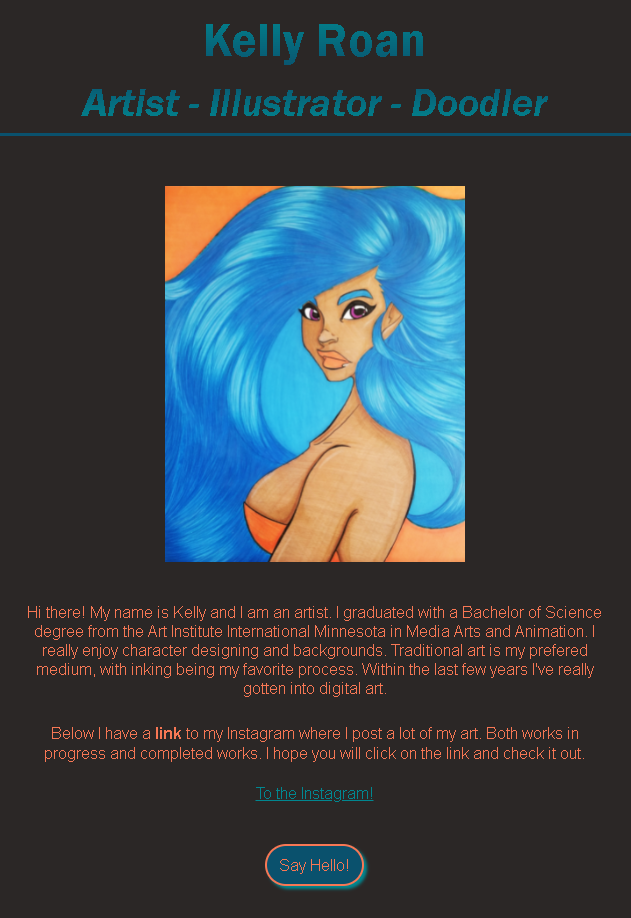 Kelly Roan
Artist - Illustrator - Doodler
Hi there! My name is Kelly and I am an artist. I graduated with a Bachelor of Science
degree from the Art Institute International Minnesota in Media Arts and Animation. I
really enjoy character designing and backgrounds. Traditional art is my prefered
medium, with inking being my favorite process. Within the last few years I've really
gotten into digital art.
Below I have a link to my Instagram where I post a lot of my art. Both works in
progress and completed works. I hope you will click on the link and check it out.
To the Instagram!
Say Hello!